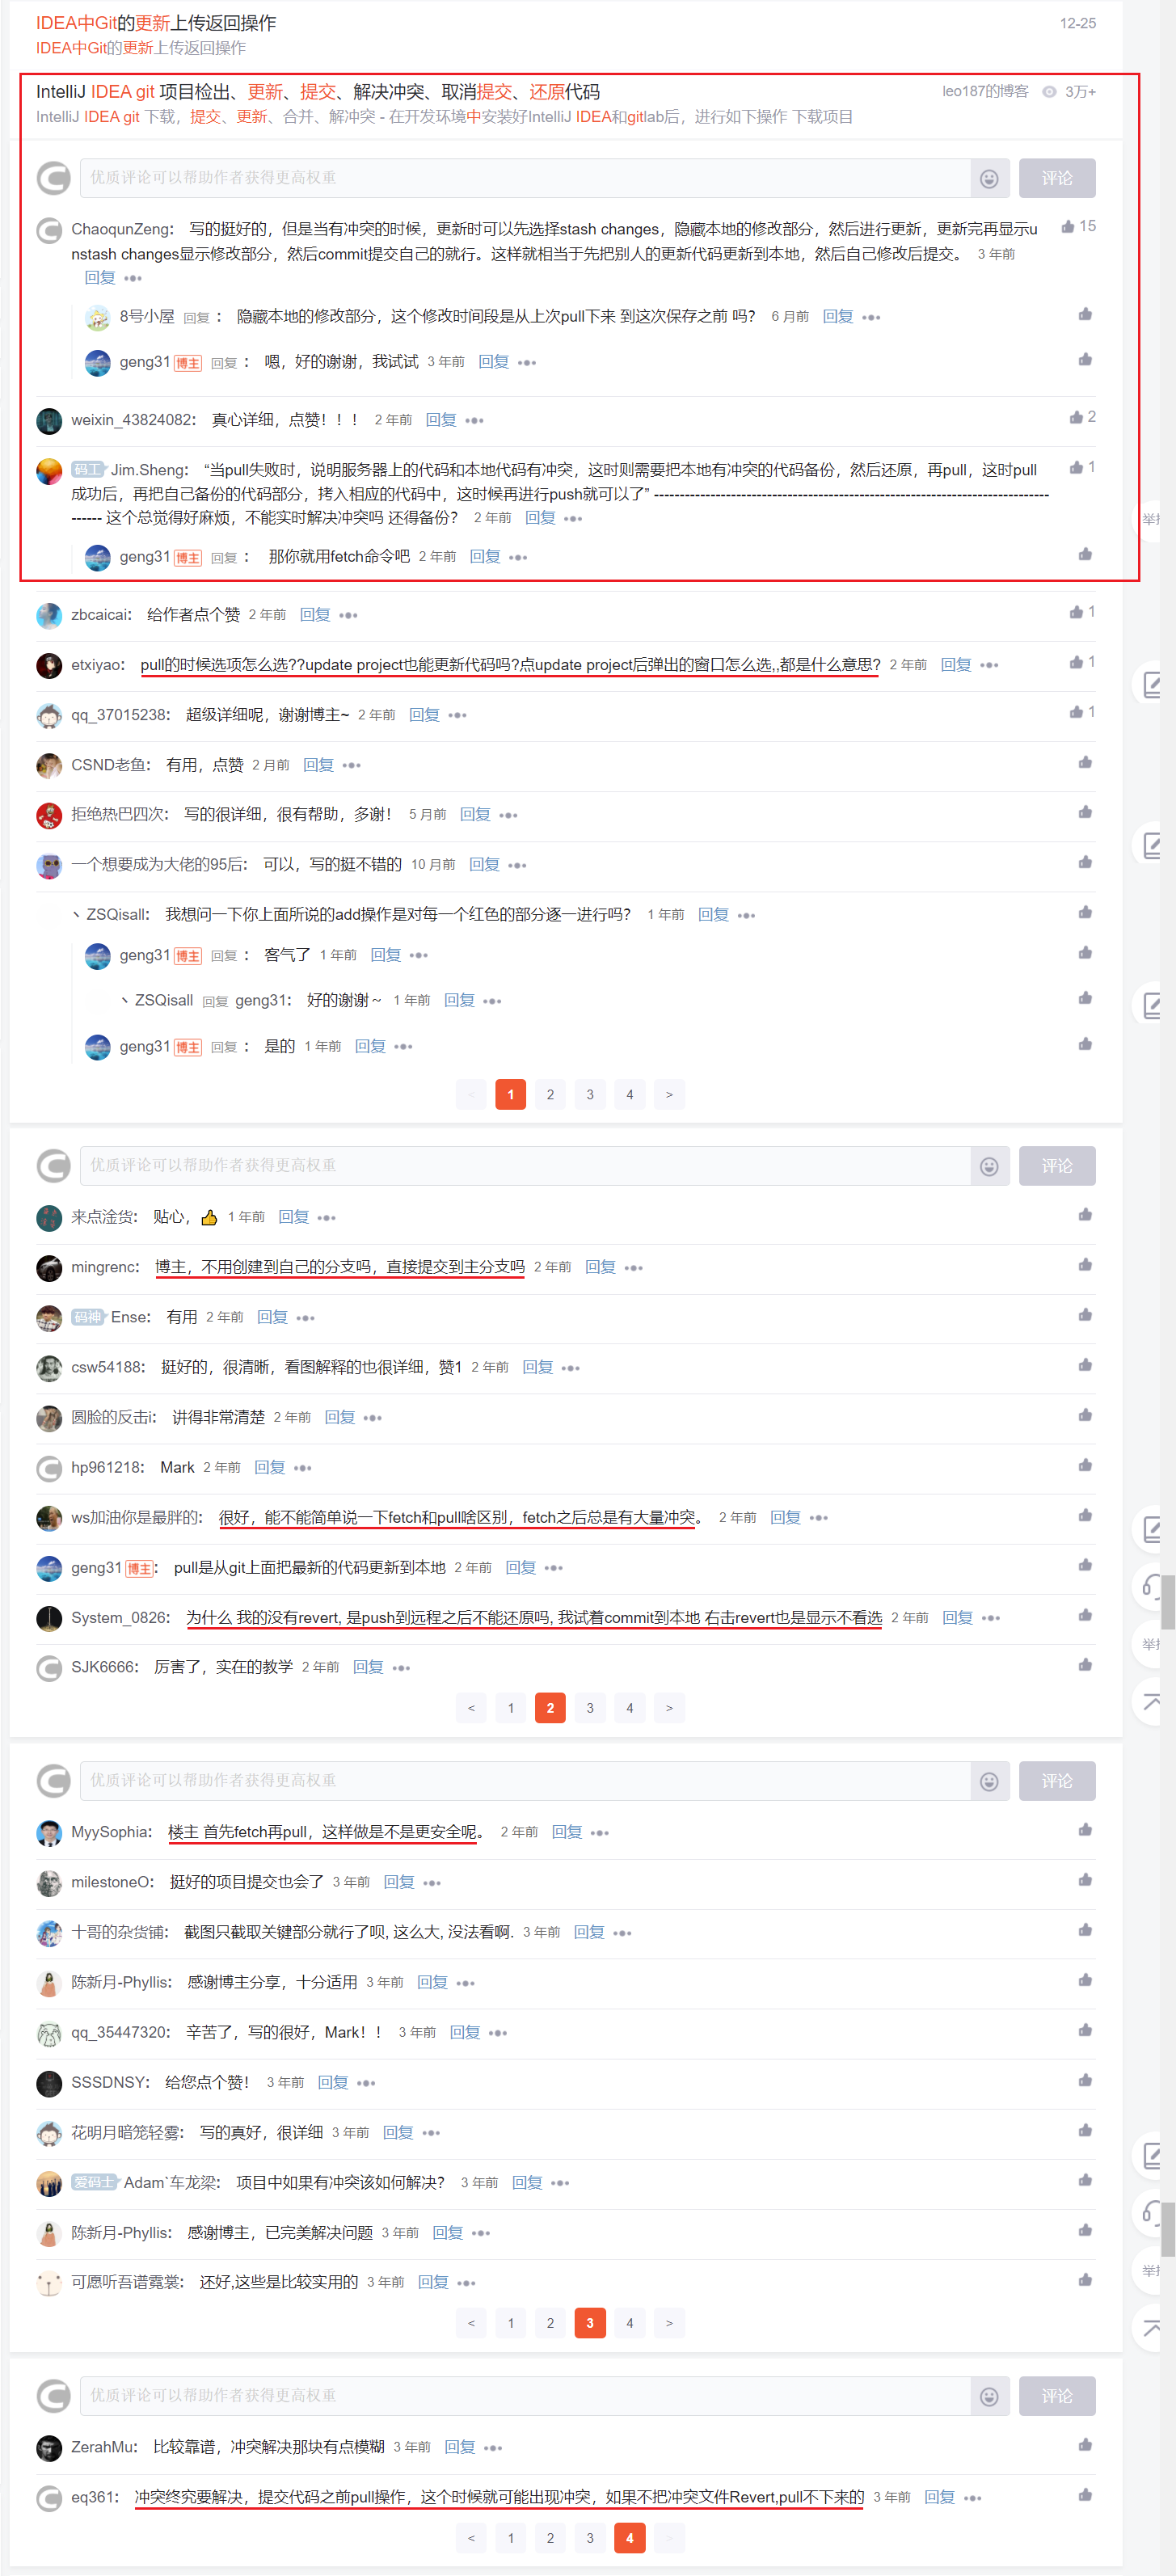 IDEA中Git的更新上传返回操作 12-25
IDEA中Git的更新上传返回操作
IntelliJ IDEA git 项目检出、更新、提交、解决冲突、取消提交、还原代码 leo187的博客 3万+
IntelliJ IDEA git 下载，提交、更新、合并、解冲突 - 在开发环境中安装好IntelliJ IDEA和gitlab后，进行如下操作 下载项目
优质评论可以帮助作者获得更高权重 评论
ChaoqunZeng： 写的挺好的，但是当有冲突的时候，更新时可以先选择stash changes，隐藏本地的修改部分，然后进行更新，更新完再显示u 15
nstash changes显示修改部分，然后commit提交自己的就行。这样就相当于先把别人的更新代码更新到本地，然后自己修改后提交。 3 年前
回复
8号小屋 回复 ： 隐藏本地的修改部分，这个修改时间段是从上次pull下来 到这次保存之前 吗? 6 月前 回复
geng31 博主 回复 ： 嗯，好的谢谢，我试试 3 年前 回复
weixin_43824082： 真心详细，点赞！！！ 2 年前 回复 2
码工 Jim.Sheng： “当pull失败时，说明服务器上的代码和本地代码有冲突，这时则需要把本地有冲突的代码备份，然后还原，再pull，这时pull 1
成功后，再把自己备份的代码部分，拷入相应的代码中，这时候再进行push就可以了” -------------------------------------------------------------------------------
------ 这个总觉得好麻烦，不能实时解决冲突吗 还得备份? 2 年前 回复
geng31 博主 回复 ： 那你就用fetch命令吧 2 年前 回复
举报
zbcaicai： 给作者点个赞 2 年前 回复 1
etxiyao： pull的时候选项怎么选??update project也能更新代码吗?点update project后弹出的窗口怎么选,,都是什么意思? 2 年前 回复 1
qq_37015238： 超级详细呢，谢谢博主~ 2 年前 回复 1
CSND老鱼： 有用，点赞 2 月前 回复
拒绝热巴四次： 写的很详细，很有帮助，多谢！ 5 月前 回复
一个想要成为大佬的95后： 可以，写的挺不错的 10 月前 回复
丶ZSQisall： 我想问一下你上面所说的add操作是对每一个红色的部分逐一进行吗? 1 年前 回复
geng31 博主 回复 ： 客气了 1 年前 回复
丶ZSQisall 回复 geng31： 好的谢谢～ 1 年前 回复
geng31 博主 回复 ： 是的 1 年前 回复
< 1 2 3 4 >
优质评论可以帮助作者获得更高权重 评论
来点淦货： 贴心，👍 1 年前 回复
mingrenc： 博主，不用创建到自己的分支吗，直接提交到主分支吗 2 年前 回复
码神 Ense： 有用 2 年前 回复
csw54188： 挺好的，很清晰，看图解释的也很详细，赞1 2 年前 回复
圆脸的反击i： 讲得非常清楚 2 年前 回复
hp961218： Mark 2 年前 回复
ws加油你是最胖的： 很好，能不能简单说一下fetch和pull啥区别，fetch之后总是有大量冲突。 2 年前 回复
geng31 博主： pull是从git上面把最新的代码更新到本地 2 年前 回复
System_0826： 为什么 我的没有revert, 是push到远程之后不能还原吗, 我试着commit到本地 右击revert也是显示不看选 2 年前 回复
举报
SJK6666： 厉害了，实在的教学 2 年前 回复
< 1 2 3 4 >
优质评论可以帮助作者获得更高权重 评论
MyySophia： 楼主 首先fetch再pull，这样做是不是更安全呢。 2 年前 回复
milestoneO： 挺好的项目提交也会了 3 年前 回复
十哥的杂货铺： 截图只截取关键部分就行了呗, 这么大, 没法看啊. 3 年前 回复
陈新月-Phyllis： 感谢博主分享，十分适用 3 年前 回复
qq_35447320： 辛苦了，写的很好，Mark！！ 3 年前 回复
SSSDNSY： 给您点个赞！ 3 年前 回复
花明月暗笼轻雾： 写的真好，很详细 3 年前 回复
爱码士 Adam`车龙梁： 项目中如果有冲突该如何解决? 3 年前 回复
陈新月-Phyllis： 感谢博主，已完美解决问题 3 年前 回复
可愿听吾谱霓裳： 还好,这些是比较实用的 3 年前 回复
举报
< 1 2 3 4 >
优质评论可以帮助作者获得更高权重 评论
ZerahMu： 比较靠谱，冲突解决那块有点模糊 3 年前 回复
eq361： 冲突终究要解决，提交代码之前pull操作，这个时候就可能出现冲突，如果不把冲突文件Revert,pull不下来的 3 年前 回复
< 1 2 3 4 >